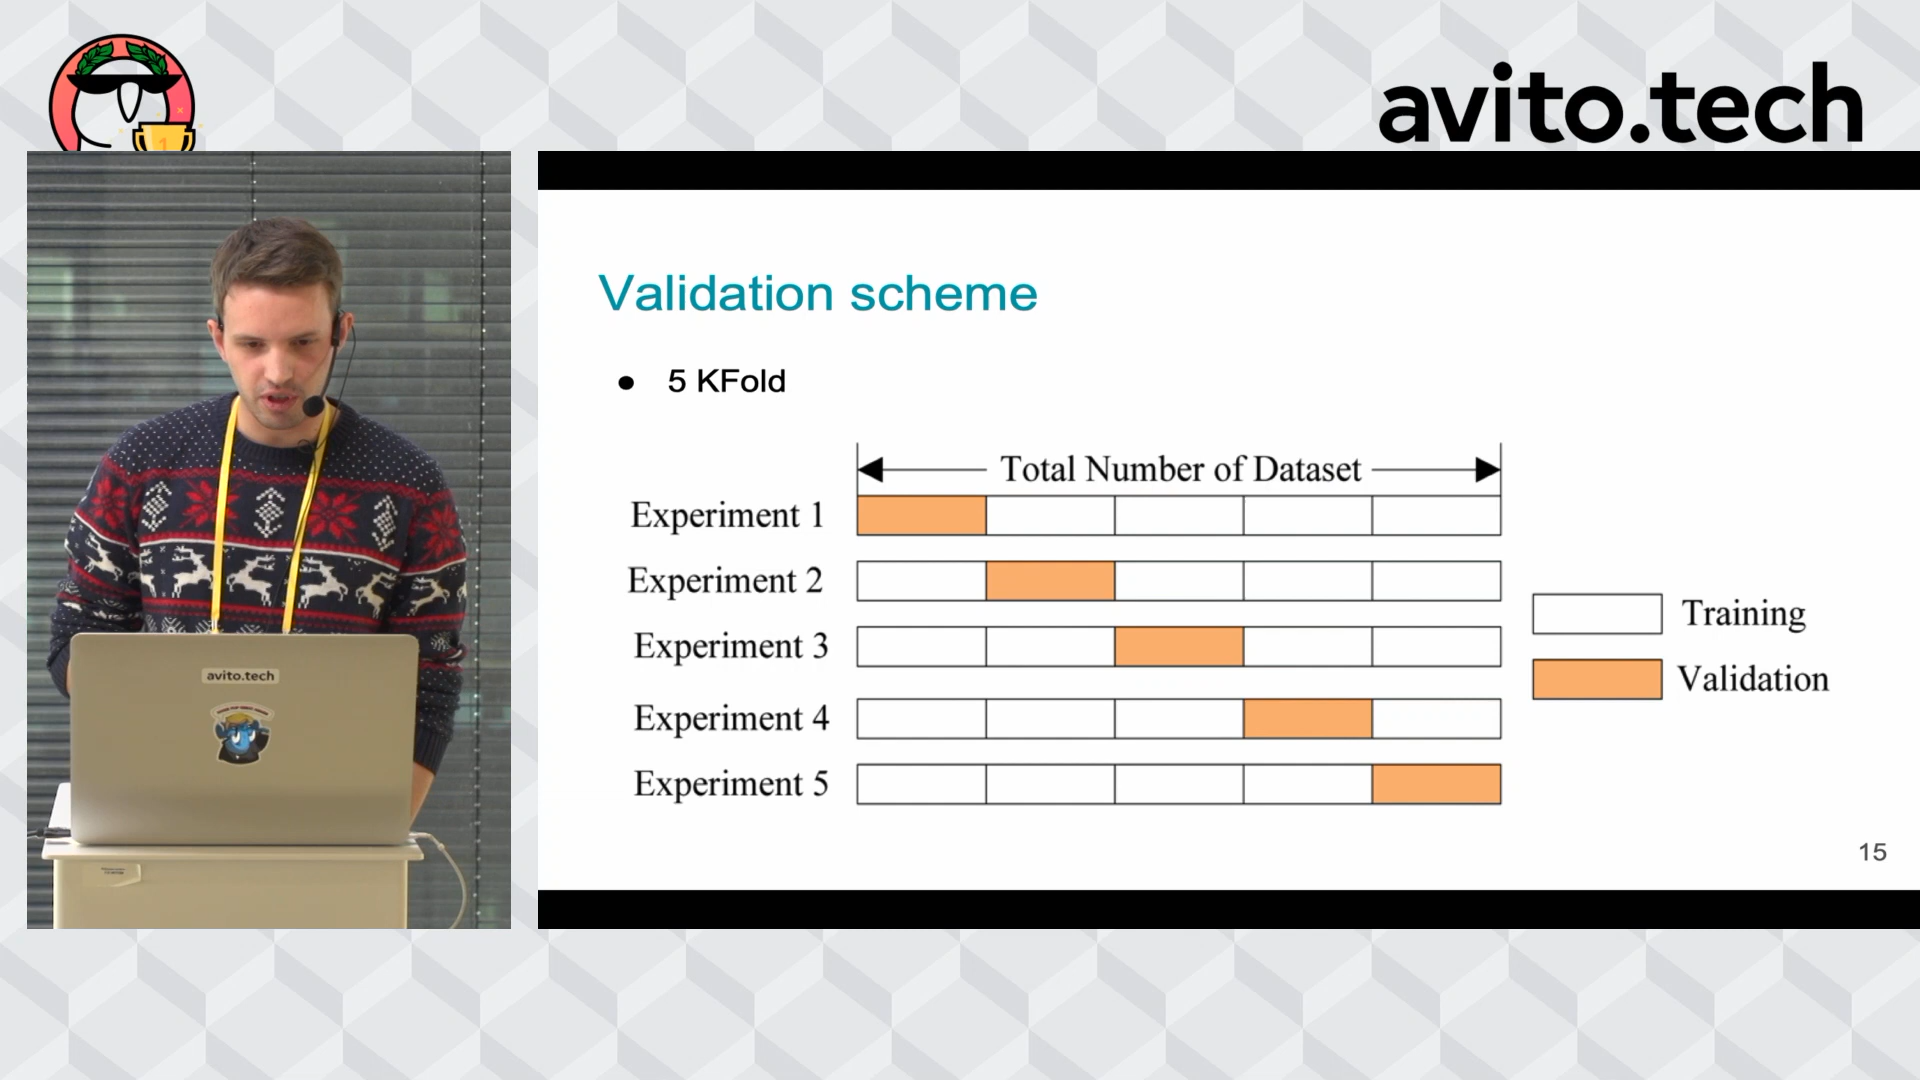 avito.tech
Validation scheme
● 5 KFold
Total Number of Dataset
Experiment 1
Experiment 2
Experiment 3
Experiment 4
Experiment 5
Training
Validation
15
avito.tech
1